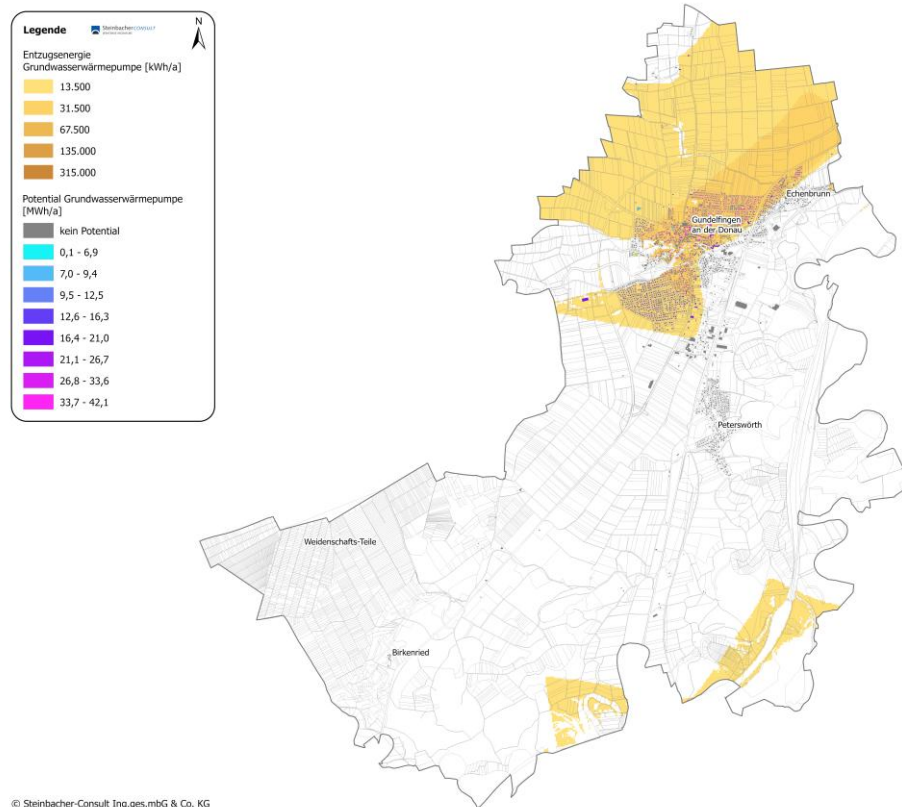 Legende
SteinbacherCONSULT
N
Entzugsenergie
Grundwasserwärmepumpe [kWh/a]
13.500
31.500
67.500
135.000
315.000
Potential Grundwasserwärmepumpe
[MWh/a]
kein Potential
0,1 - 6,9
7,0 - 9,4
9,5 - 12,5
12,6 - 16,3
16,4 - 21,0
21,1 - 26,7
26,8 - 33,6
33,7 - 42,1
Echenbrunn
Gundelfingen
an der Donau
Peterswörth
Weidenschafts-Teile
Birkenried
© Steinbacher-Consult Ing.ges.mbG & Co. KG